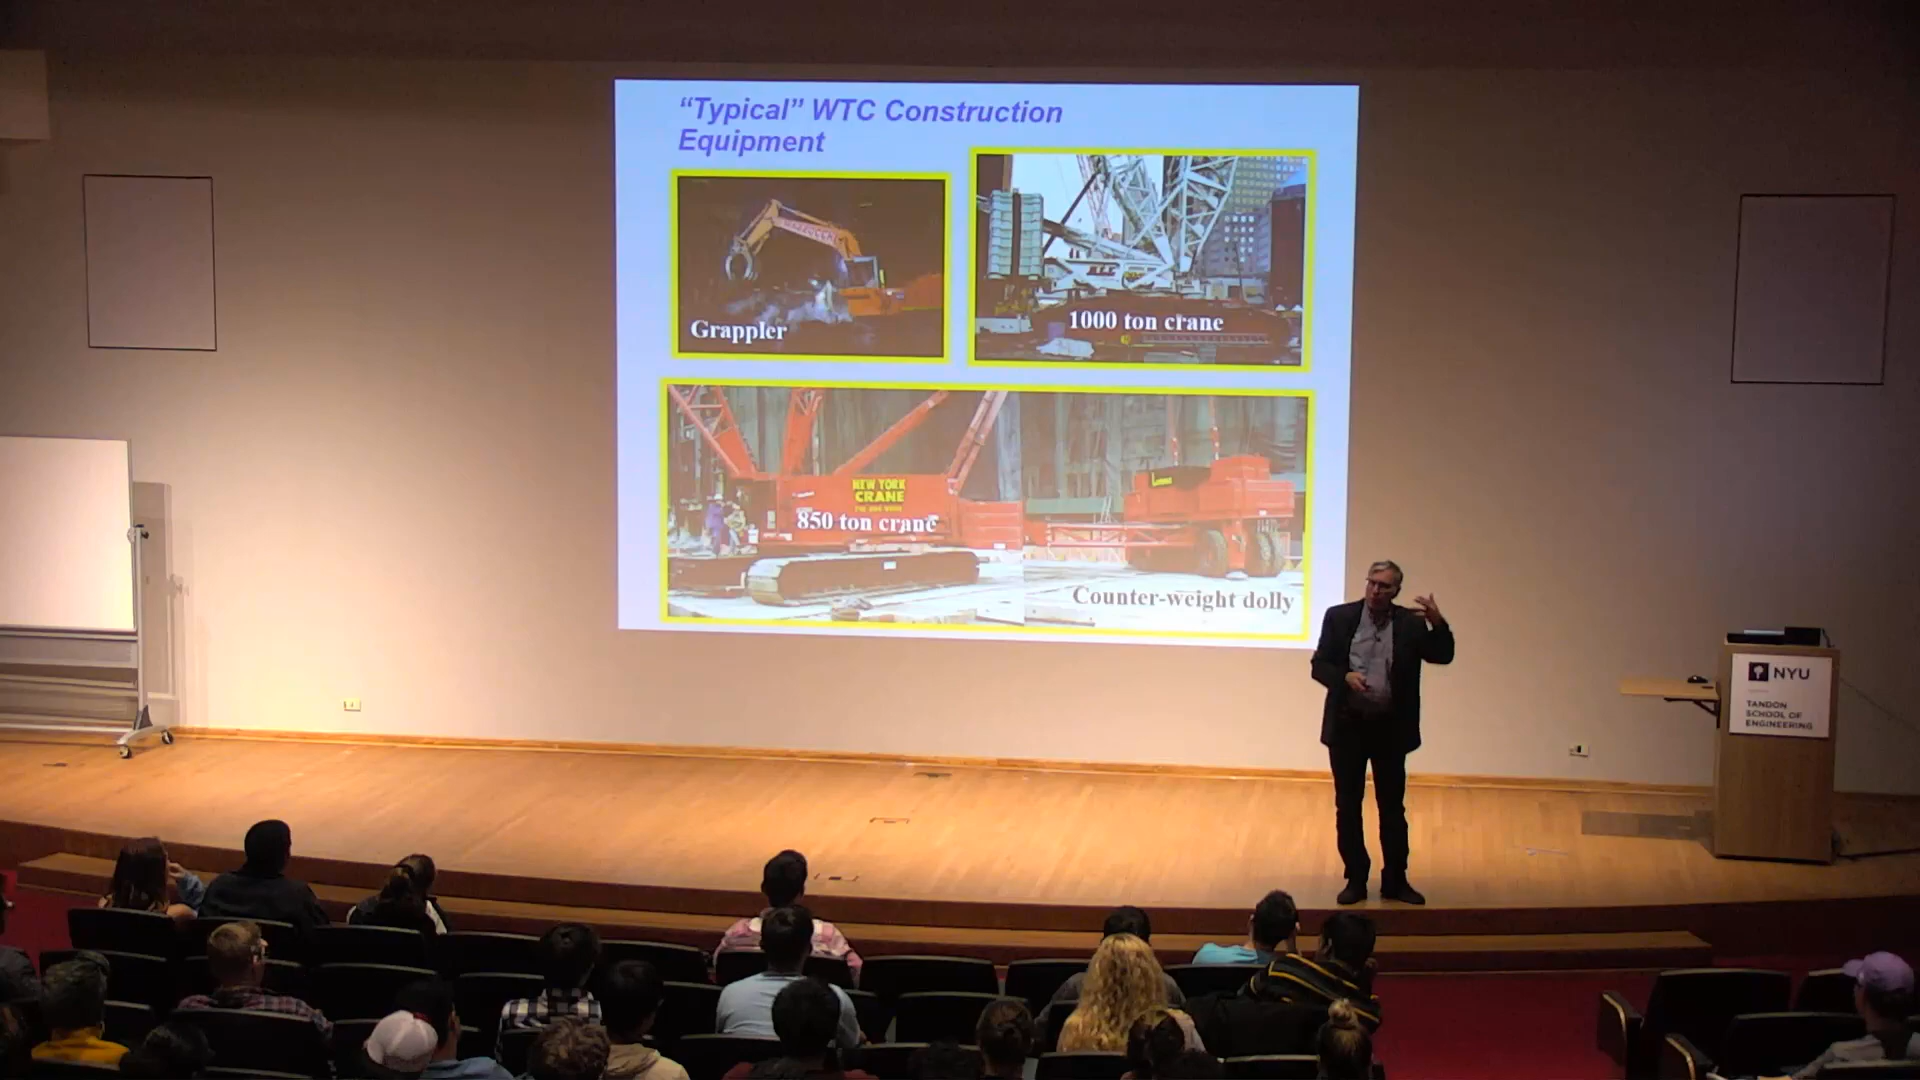 “Typical” WTC Construction
Equipment
Grappler
1000 ton crane
NEW YORK
CRANE
850 ton crane
Counter-weight dolly
NYU
TANDON
SCHOOL OF
ENGINEERING